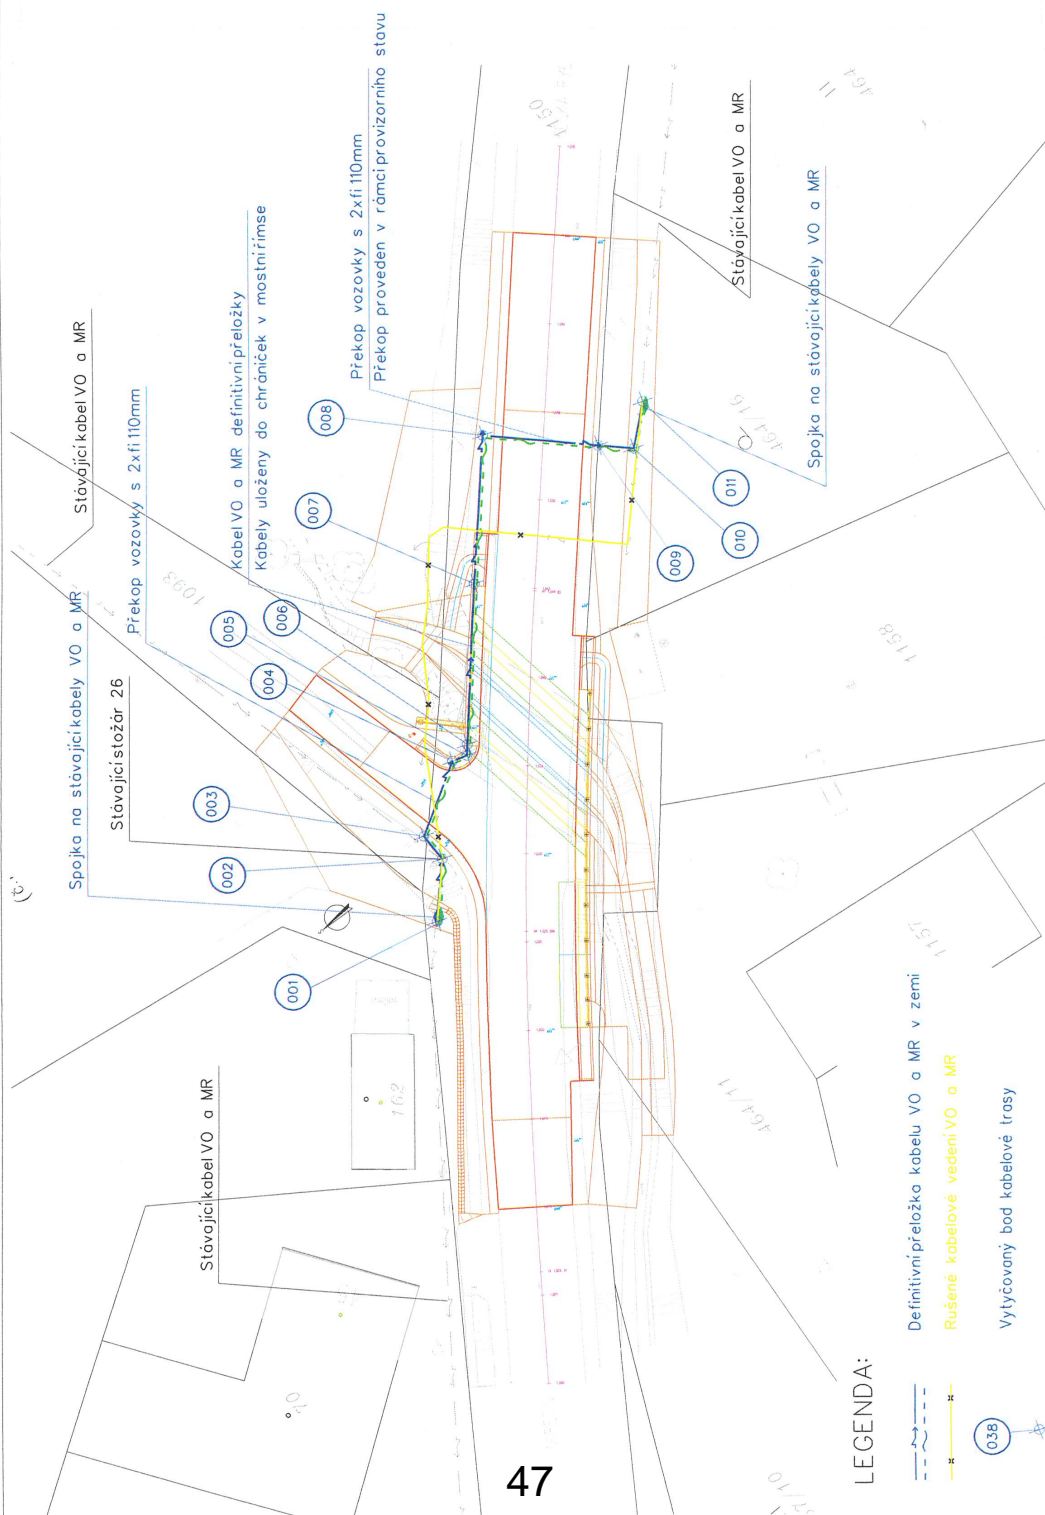 Stávající kabel VO a MR
Spojka na stávající kabely VO a MR
Stávající stožár 26
Překop vozovky s 2xfi 110mm
Stávající kabel VO a MR
Kabel VO a MR definitivní přeložky
Kabely uloženy do chrániček v mostní římse
Překop vozovky s 2xfi 110mm
Překop proveden v rámci provizorního stavu
001
002
003
004
005
006
007
008
009
010
011
Stávající kabel VO a MR
Spojka na stávající kabely VO a MR
1093
1150
464
464/16
1158
1157
464/11
162
70
LEGENDA:
Definitivní přeložka kabelu VO a MR v zemi
Rušené kabelové vedení VO a MR
038
Vytyčovaný bod kabelové trasy
47